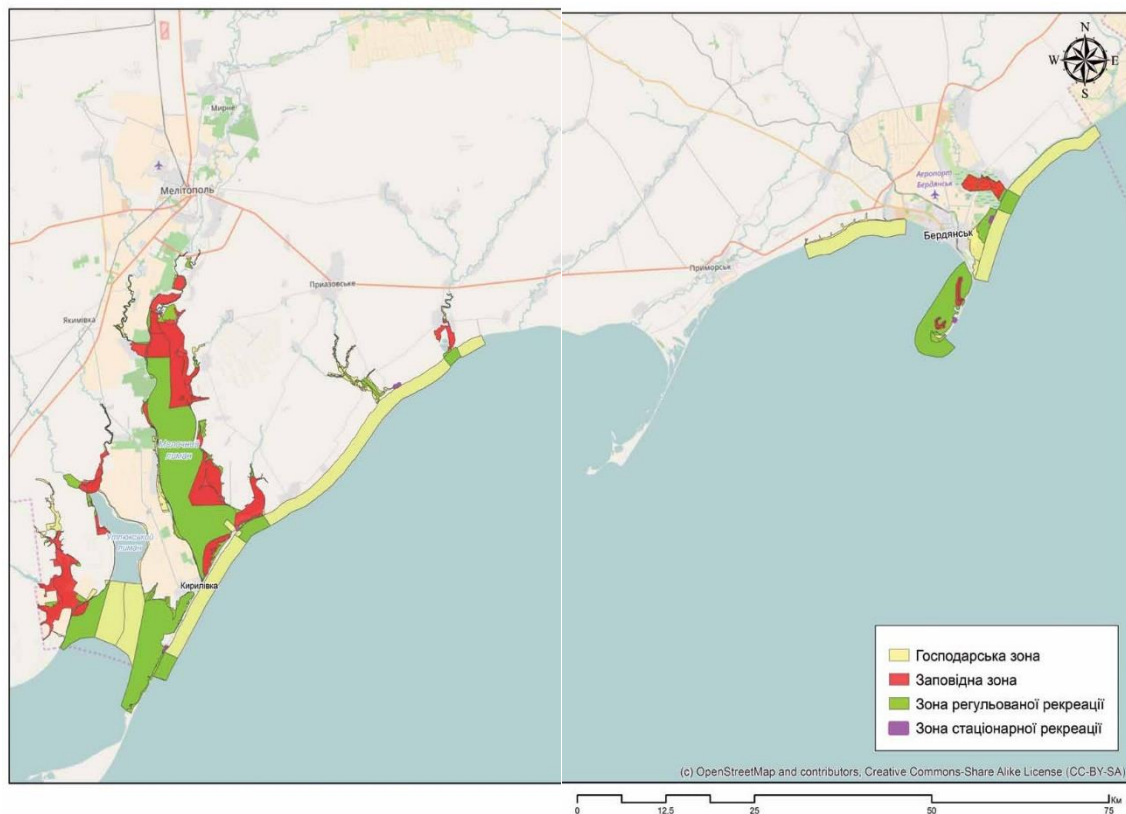 Мирне
Мелітополь
Якимівка
Приазовське
Молочний
лиман
Утлюкський
лиман
Кирилівка
N
W E
S
Аеропорт
Бердянськ
Бердянськ
Приморськ
Господарська зона
Заповідна зона
Зона регульованої рекреації
Зона стаціонарної рекреації
(c) OpenStreetMap and contributors, Creative Commons-Share Alike License (CC-BY-SA)
Км
0 12.5 25 50 75